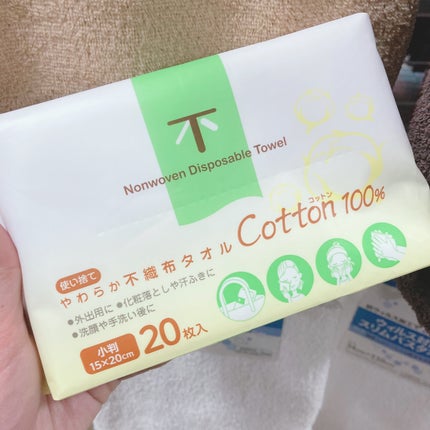 不
Nonwoven Disposable Towel
使い捨て
やわらか不織布タオル
コットン
Cotton 100%
●外出用に ●化粧落としや汗ふきに
●洗顔や手洗い後に
小判
15×20cm
20枚入